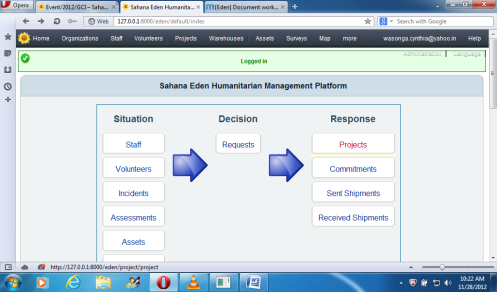 Opera
Event/2012/GCI – Saha...
Sahana Eden Humanita...
[Eden] Document work...
Web
127.0.0.1:8000/eden/default/index
Search with Google
Home
Organizations
Staff
Volunteers
Projects
Warehouses
Assets
Surveys
Map
more
wasonga.cynthia@yahoo.in
Help
Administration
Language
Logged in
Sahana Eden Humanitarian Management Platform
Situation
Staff
Volunteers
Incidents
Assessments
Assets
Decision
Requests
Response
Projects
Commitments
Sent Shipments
Received Shipments
http://127.0.0.1:8000/eden/project/project
10:22 AM
11/28/2012